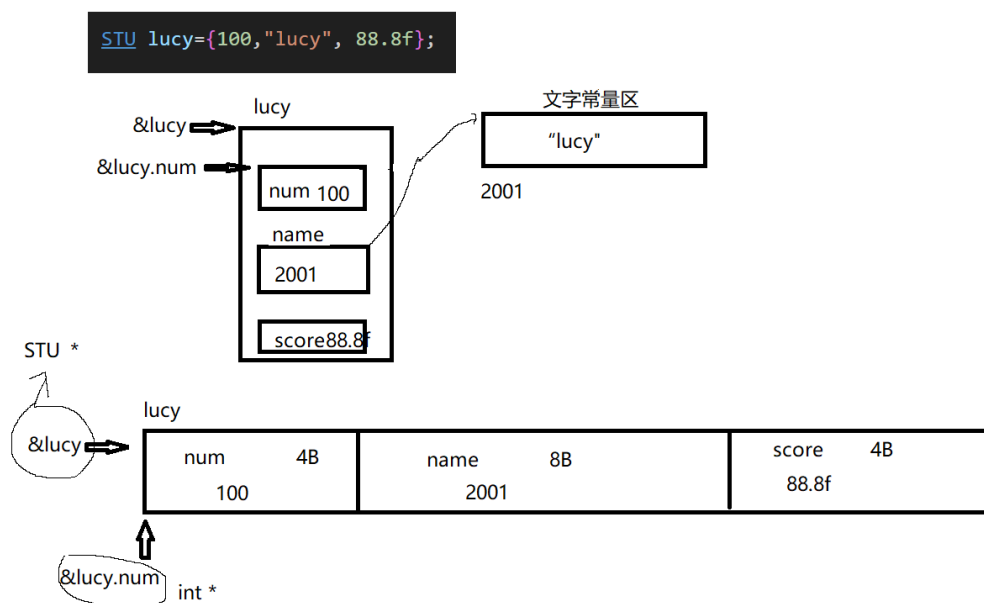 STU lucy={100,"lucy", 88.8f};
文字常量区
lucy
&lucy
“lucy"
&lucy.num
num 100
2001
name
2001
score88.8f
STU *
lucy
&lucy
num 4B
name 8B
score 4B
100
2001
88.8f
&lucy.num
int *